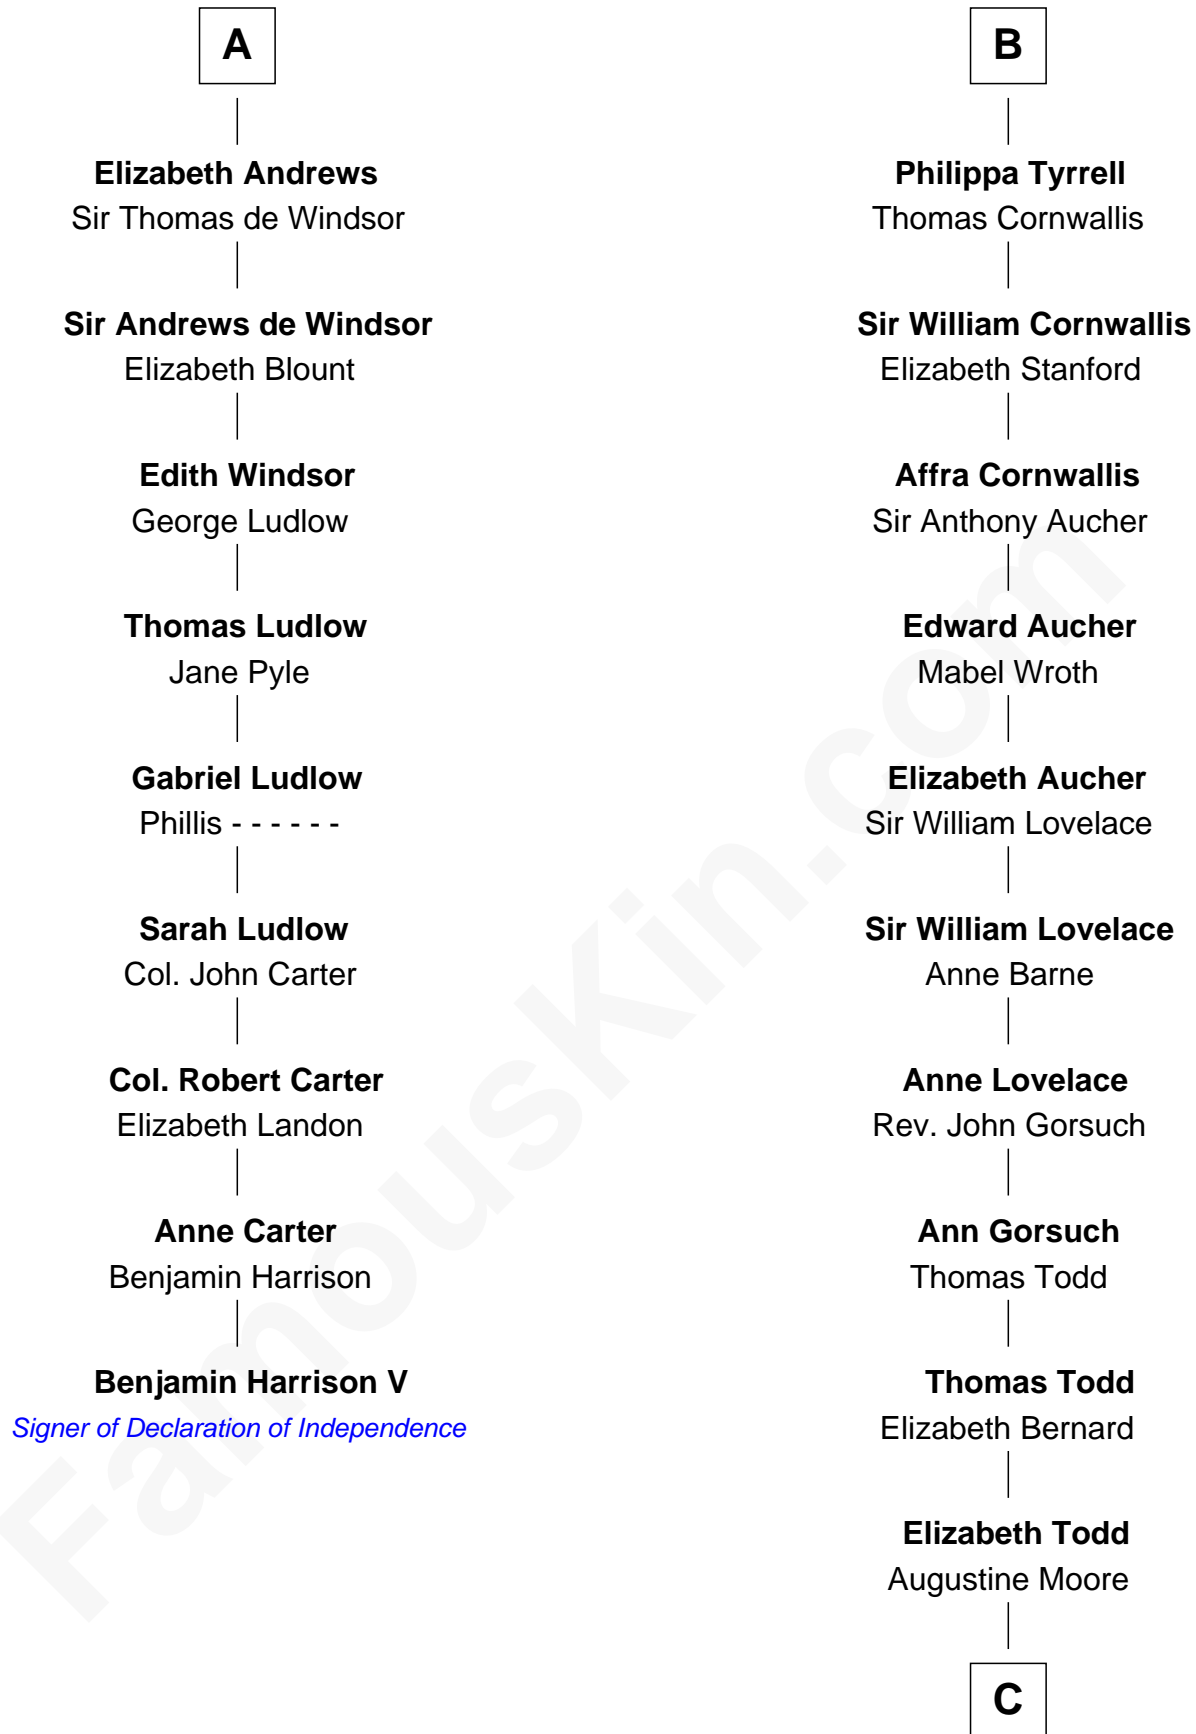 A
Elizabeth Andrews
Sir Thomas de Windsor
Sir Andrews de Windsor
Elizabeth Blount
Edith Windsor
George Ludlow
Thomas Ludlow
Jane Pyle
Gabriel Ludlow
Phillis - - - - - -
Sarah Ludlow
Col. John Carter
Col. Robert Carter
Elizabeth Landon
Anne Carter
Benjamin Harrison
Benjamin Harrison V
Signer of Declaration of Independence
B
Philippa Tyrrell
Thomas Cornwallis
Sir William Cornwallis
Elizabeth Stanford
Affra Cornwallis
Sir Anthony Aucher
Edward Aucher
Mabel Wroth
Elizabeth Aucher
Sir William Lovelace
Sir William Lovelace
Anne Barne
Anne Lovelace
Rev. John Gorsuch
Ann Gorsuch
Thomas Todd
Thomas Todd
Elizabeth Bernard
Elizabeth Todd
Augustine Moore
C
FamousKin.com